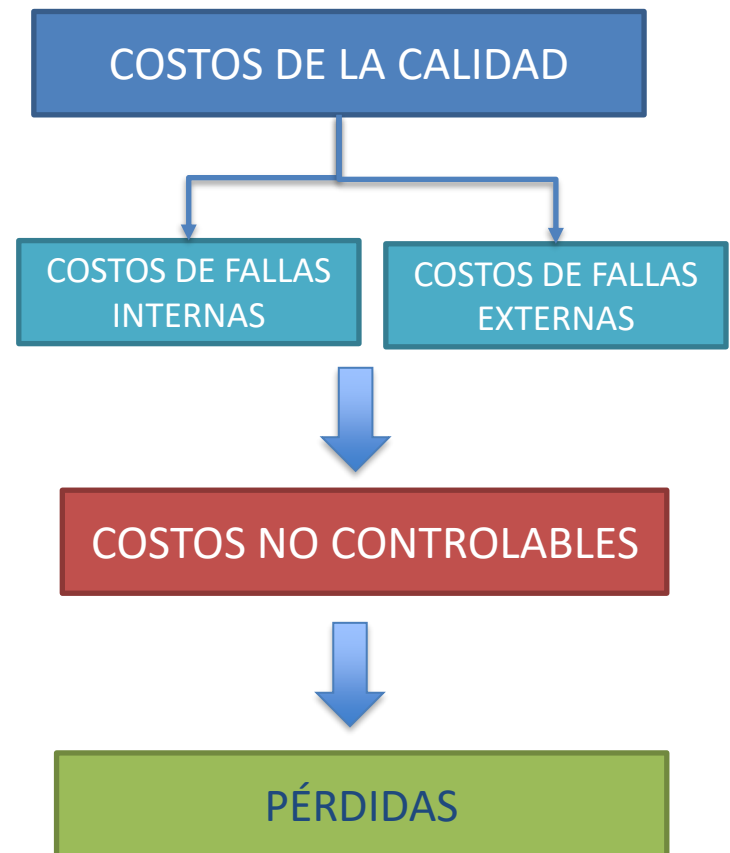 COSTOS DE LA CALIDAD
COSTOS DE FALLAS
INTERNAS
COSTOS DE FALLAS
EXTERNAS
COSTOS NO CONTROLABLES
PÉRDIDAS